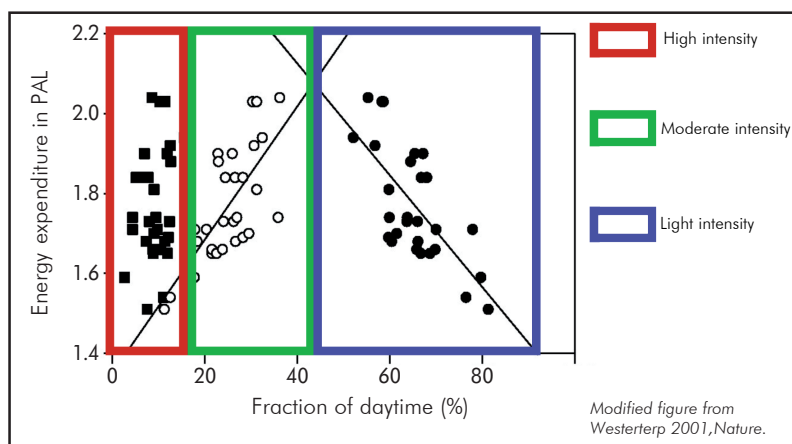 2.2
2.0
1.8
1.6
1.4
Energy expenditure in PAL
0 20 40 60 80
Fraction of daytime (%)
High intensity
Moderate intensity
Light intensity
Modified figure from
Westerterp 2001,Nature.